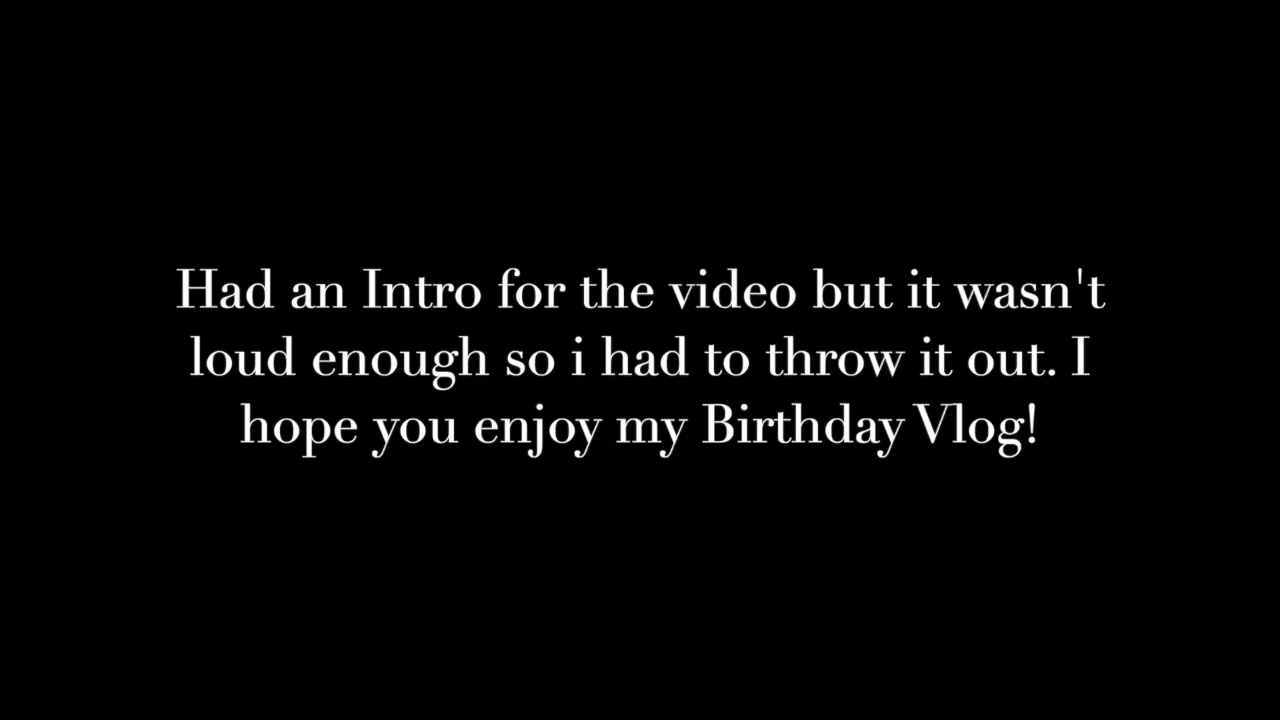 Had an Intro for the video but it wasn't
loud enough so i had to throw it out. I
hope you enjoy my Birthday Vlog!